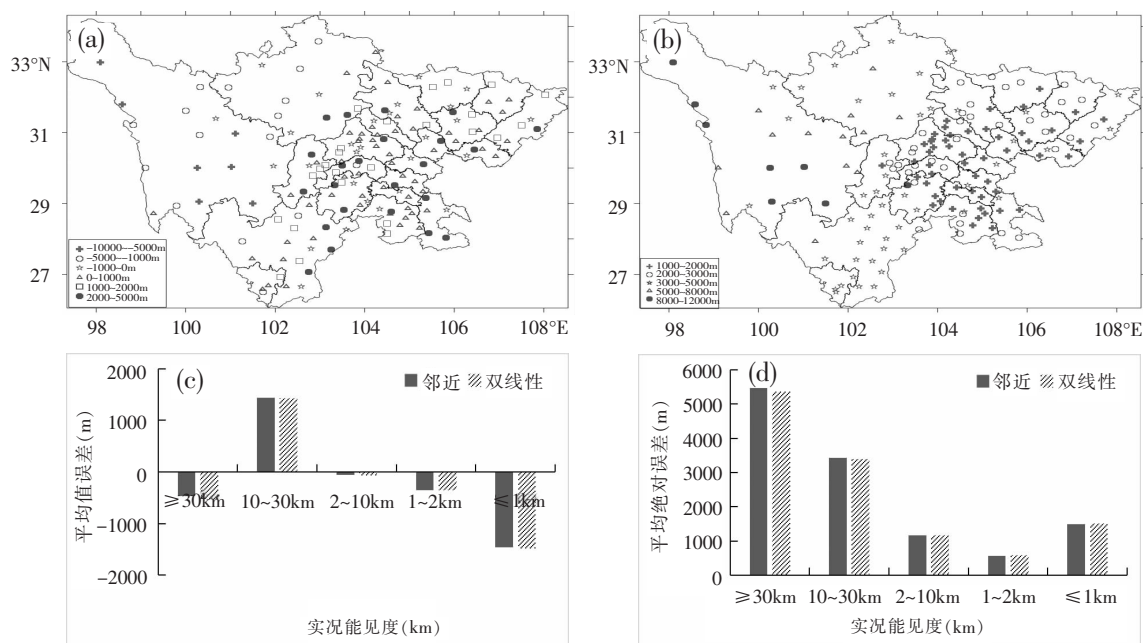 (a)
33°N
31
29
27
-10000--5000m
-5000--1000m
-1000-0m
0-1000m
1000-2000m
2000-5000m
98
100
102
104
106
108°E
(b)
33°N
31
29
27
1000-2000m
2000-3000m
3000-5000m
5000-8000m
8000-12000m
98
100
102
104
106
108°E
(c)
邻近 双线性
平均值误差(m)
2000
1000
0
-1000
-2000
≥30km 10~30km 2~10km 1~2km ≤1km
实况能见度(km)
(d)
邻近 双线性
平均绝对误差(m)
6000
5000
4000
3000
2000
1000
0
≥30km 10~30km 2~10km 1~2km ≤1km
实况能见度(km)